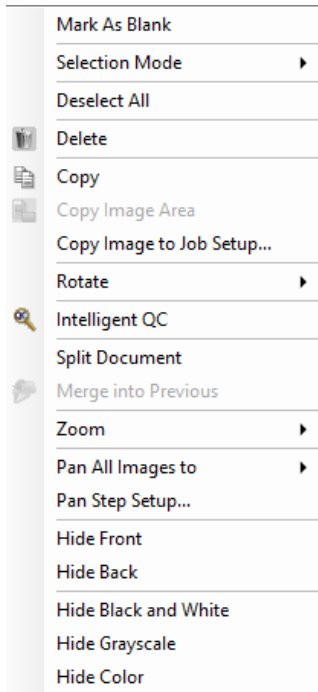 Mark As Blank
Selection Mode
Deselect All
Delete
Copy
Copy Image Area
Copy Image to Job Setup...
Rotate
Intelligent QC
Split Document
Merge into Previous
Zoom
Pan All Images to
Pan Step Setup...
Hide Front
Hide Back
Hide Black and White
Hide Grayscale
Hide Color